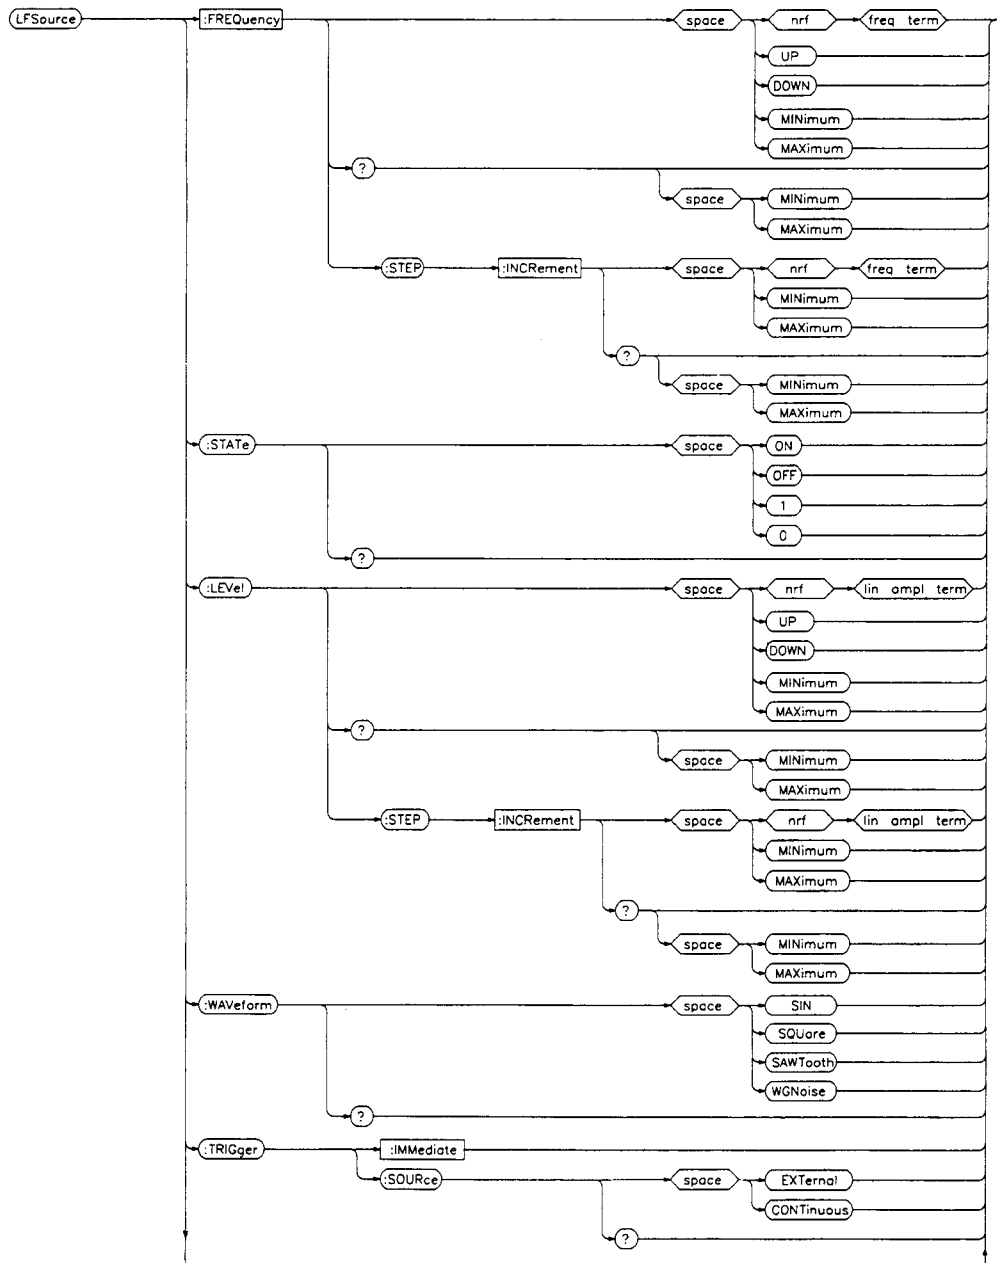 LFSource :FREQuency space nrf freq term
UP
DOWN
MINimum
MAXimum
?
space MINimum
MAXimum
:STEP :INCRement space nrf freq term
MINimum
MAXimum
?
space MINimum
MAXimum
:STATe space ON
OFF
1
0
?
:LEVel space nrf lin ampl term
UP
DOWN
MINimum
MAXimum
?
space MINimum
MAXimum
:STEP :INCRement space nrf lin ampl term
MINimum
MAXimum
?
space MINimum
MAXimum
:WAVeform space SIN
SQUare
SAWTooth
WGNoise
?
:TRIGger :IMMediate
:SOURce space EXTernal
CONTinuous
?